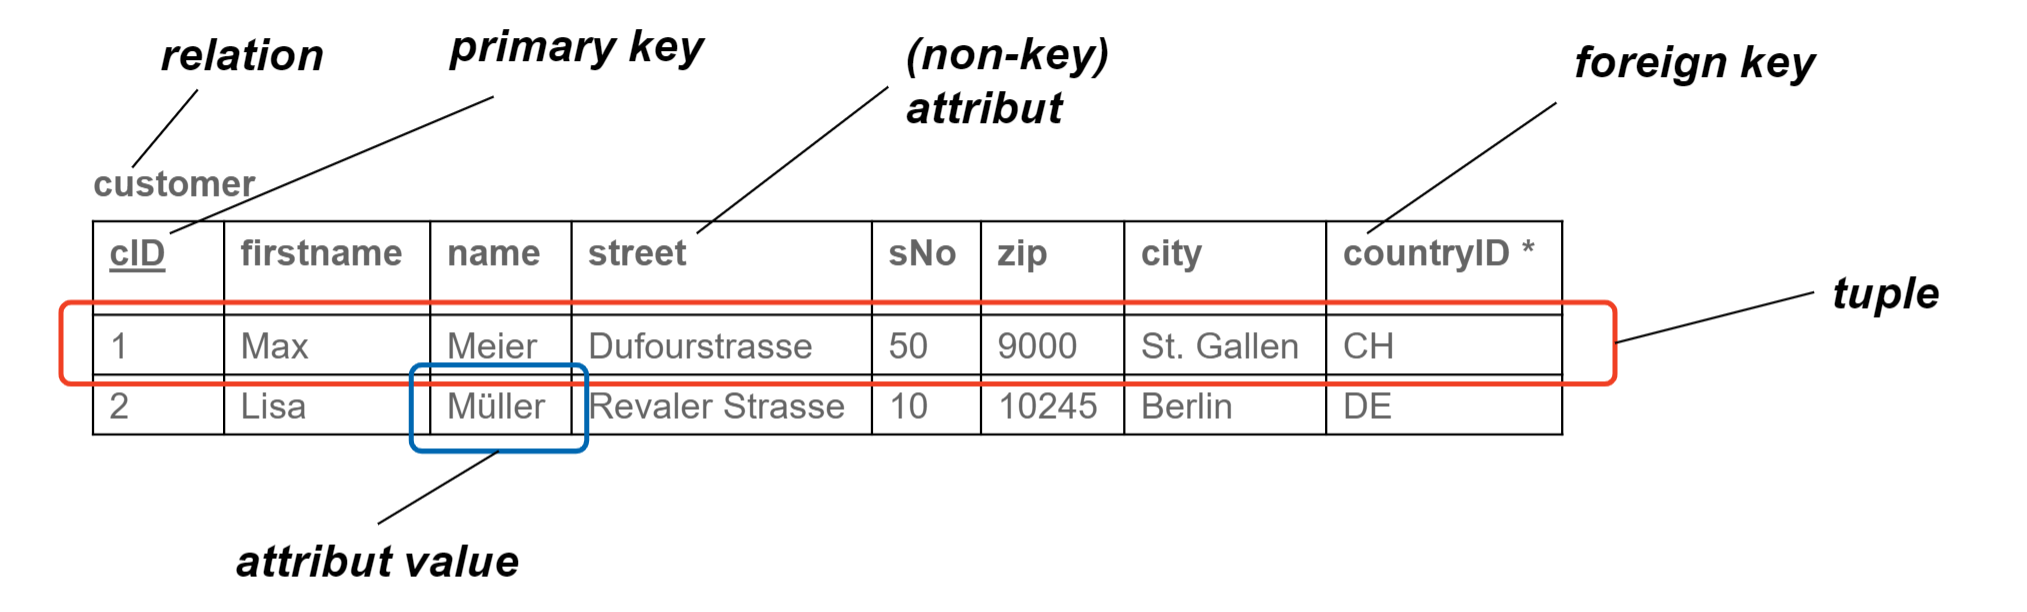 relation
primary key
(non-key)
attribut
foreign key
customer
cID firstname name street sNo zip city countryID *
tuple
1 Max Meier Dufourstrasse 50 9000 St. Gallen CH
2 Lisa Müller Revaler Strasse 10 10245 Berlin DE
attribut value